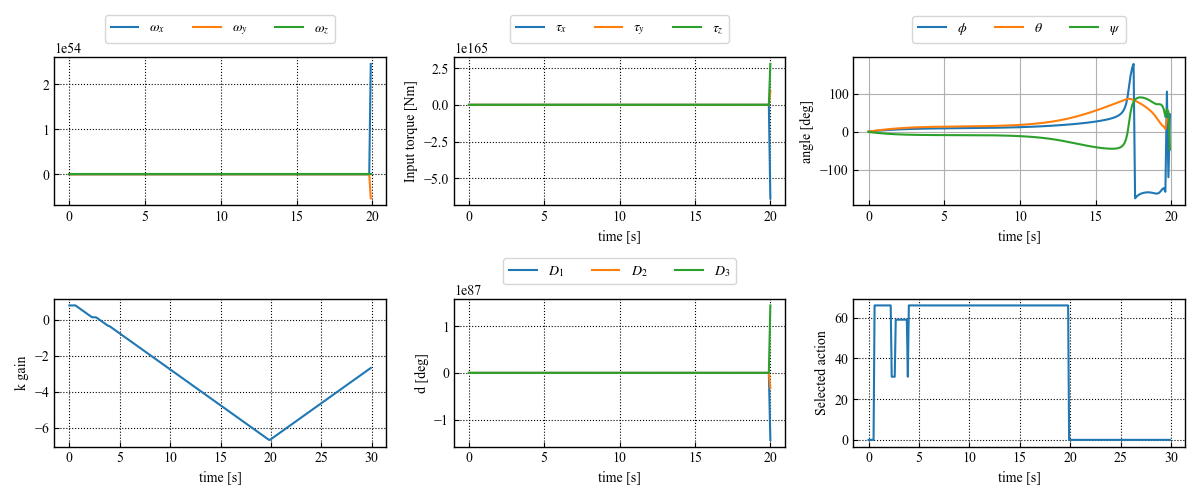 ωx ωy ωz
1e54
2
1
0
0 5 10 15 20
τx τy τz
1e165
Input torque [Nm]
2.5
0.0
−2.5
−5.0
0 5 10 15 20
time [s]
ϕ θ ψ
angle [deg]
100
0
−100
0 5 10 15 20
time [s]
k gain
0
−2
−4
−6
0 5 10 15 20 25 30
time [s]
D1 D2 D3
1e87
d [deg]
1
0
−1
0 5 10 15 20
time [s]
Selected action
60
40
20
0
0 5 10 15 20 25 30
time [s]